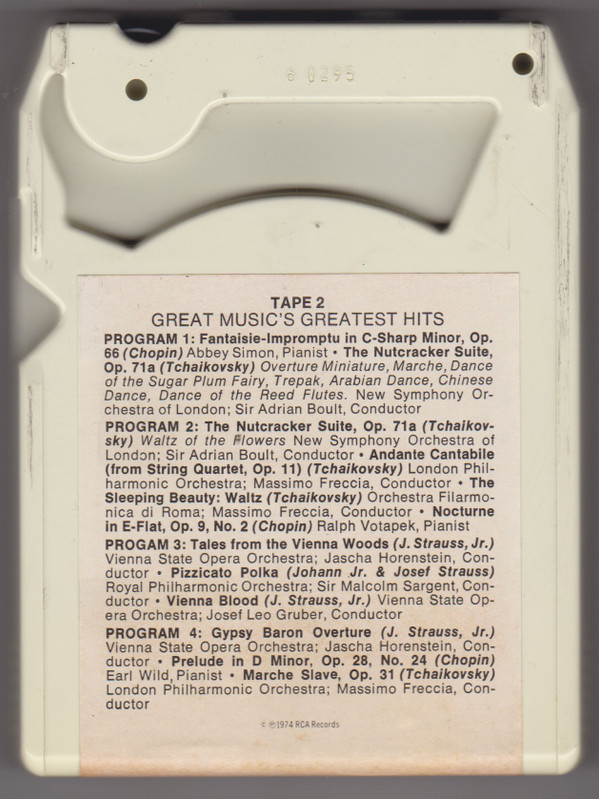 6 0295
TAPE 2
GREAT MUSIC'S GREATEST HITS
PROGRAM 1: Fantaisie-Impromptu in C-Sharp Minor, Op.
66 (Chopin) Abbey Simon, Pianist • The Nutcracker Suite,
Op. 71a (Tchaikovsky) Overture Miniature, Marche, Dance
of the Sugar Plum Fairy, Trepak, Arabian Dance, Chinese
Dance, Dance of the Reed Flutes. New Symphony Or-
chestra of London; Sir Adrian Boult, Conductor
PROGRAM 2: The Nutcracker Suite, Op. 71a (Tchaikov-
sky) Waltz of the Flowers New Symphony Orchestra of
London; Sir Adrian Boult, Conductor • Andante Cantabile
(from String Quartet, Op. 11) (Tchaikovsky) London Phil-
harmonic Orchestra; Massimo Freccia, Conductor • The
Sleeping Beauty: Waltz (Tchaikovsky) Orchestra Filarmo-
nica di Roma; Massimo Freccia, Conductor • Nocturne
in E-Flat, Op. 9, No. 2 (Chopin) Ralph Votapek, Pianist
PROGAM 3: Tales from the Vienna Woods (J. Strauss, Jr.)
Vienna State Opera Orchestra; Jascha Horenstein, Con-
ductor • Pizzicato Polka (Johann Jr. & Josef Strauss)
Royal Philharmonic Orchestra; Sir Malcolm Sargent, Con-
ductor • Vienna Blood (J. Strauss, Jr.) Vienna State Op-
era Orchestra; Josef Leo Gruber, Conductor
PROGRAM 4: Gypsy Baron Overture (J. Strauss, Jr.)
Vienna State Opera Orchestra; Jascha Horenstein, Con-
ductor • Prelude in D Minor, Op. 28, No. 24 (Chopin)
Earl Wild, Pianist • Marche Slave, Op. 31 (Tchaikovsky)
London Philharmonic Orchestra; Massimo Freccia, Con-
ductor
© ℗1974 RCA Records